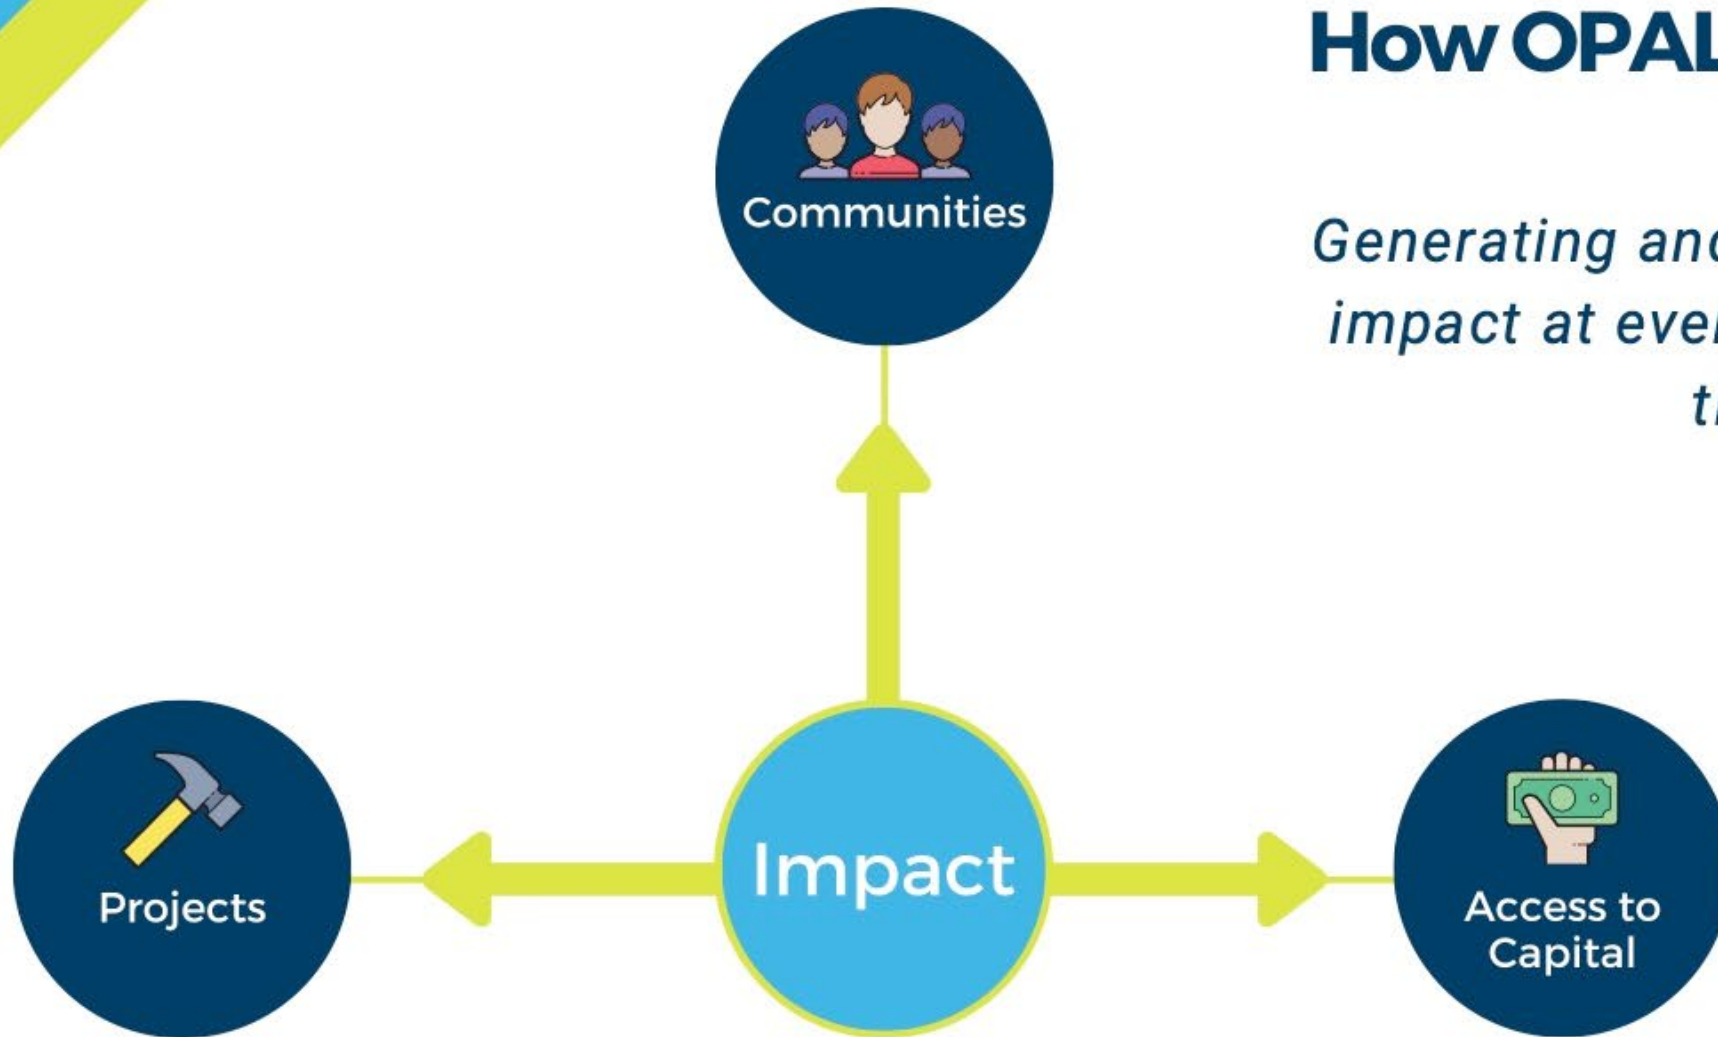 How OPAL
Generating
impact at
Communities
Impact
Projects
Access to
Capital